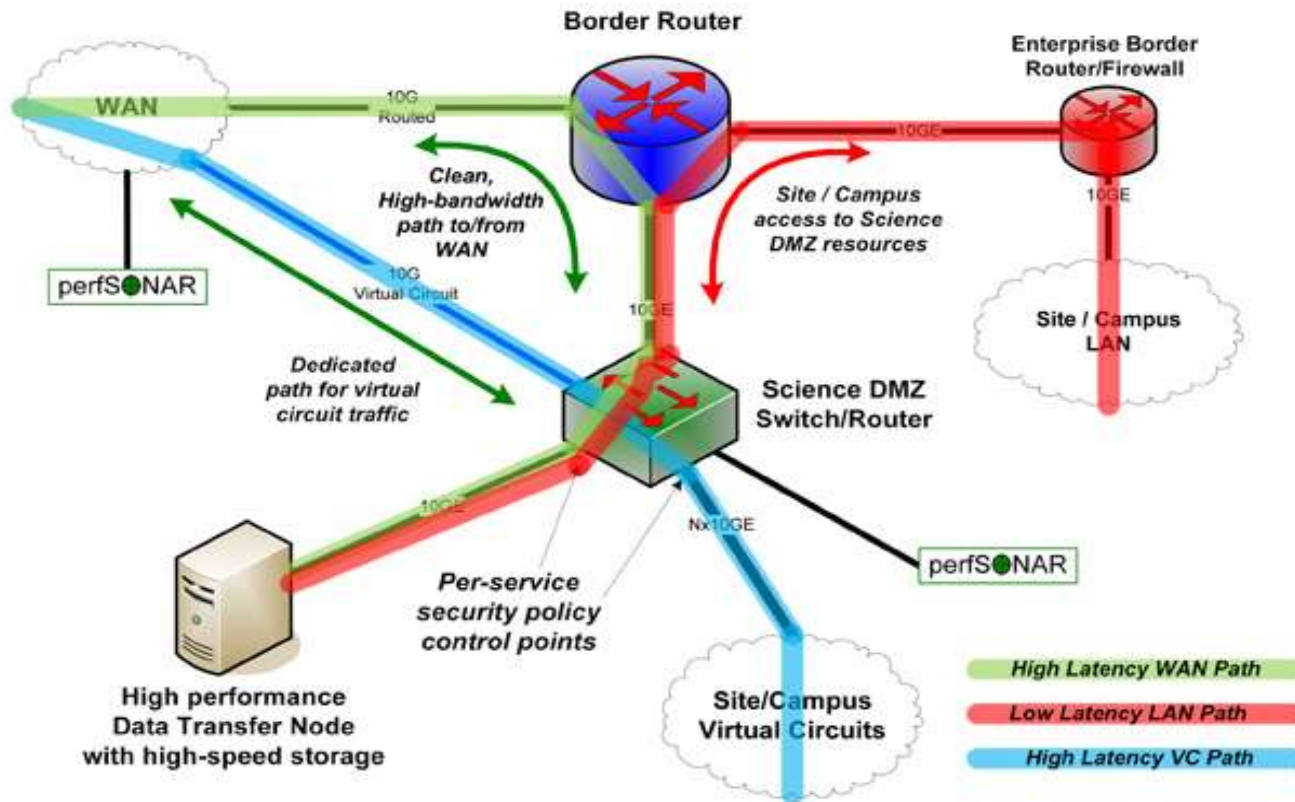 Border Router
Enterprise Border
Router/Firewall
WAN
10G
Routed
10GE
10GE
Clean,
High-bandwidth
path to/from
WAN
Site / Campus
access to Science
DMZ resources
perfSONAR
10G
Virtual Circuit
10GE
Site / Campus
LAN
Dedicated
path for virtual
circuit traffic
Science DMZ
Switch/Router
10GE
Nx10GE
perfSONAR
Per-service
security policy
control points
High performance
Data Transfer Node
with high-speed storage
Site/Campus
Virtual Circuits
High Latency WAN Path
Low Latency LAN Path
High Latency VC Path